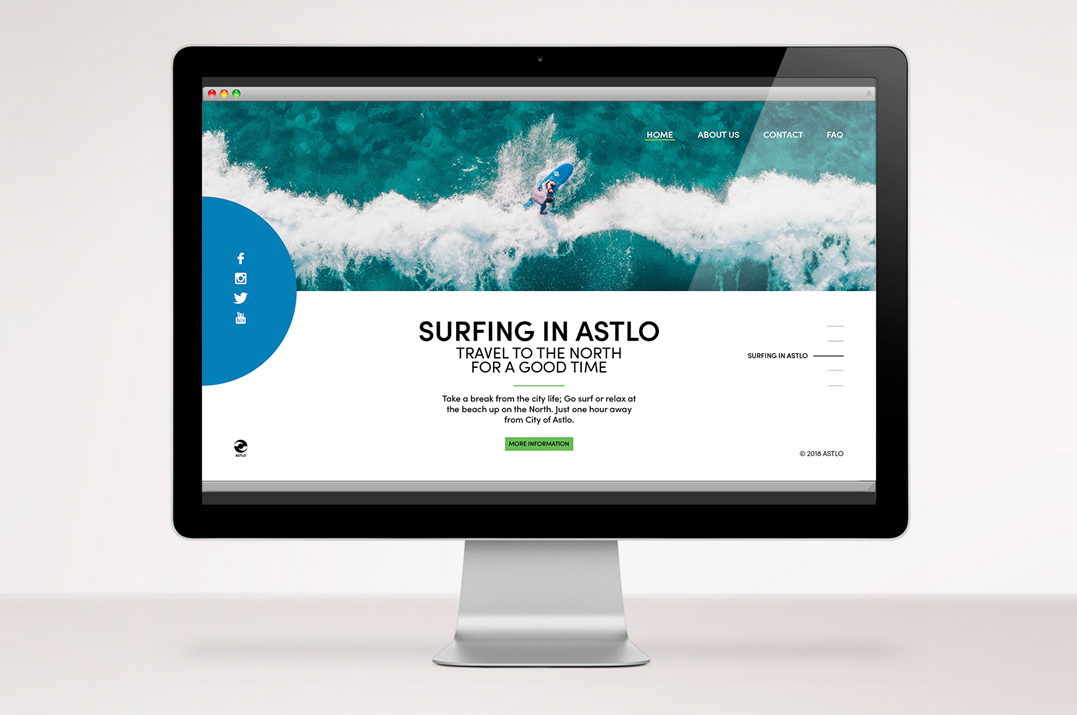 HOME ABOUT US CONTACT FAQ
SURFING IN ASTLO
TRAVEL TO THE NORTH
FOR A GOOD TIME
Take a break from the city life; Go surf or relax at
the beach up on the North. Just one hour away
from City of Astlo.
MORE INFORMATION
SURFING IN ASTLO
ASTLO
© 2018 ASTLO